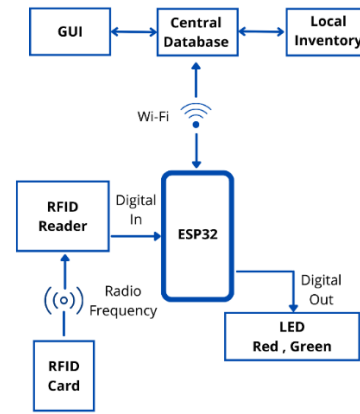 GUI
Central
Database
Local
Inventory
Wi-Fi
RFID
Reader
Digital
In
ESP32
Radio
Frequency
Digital
Out
LED
Red , Green
RFID
Card